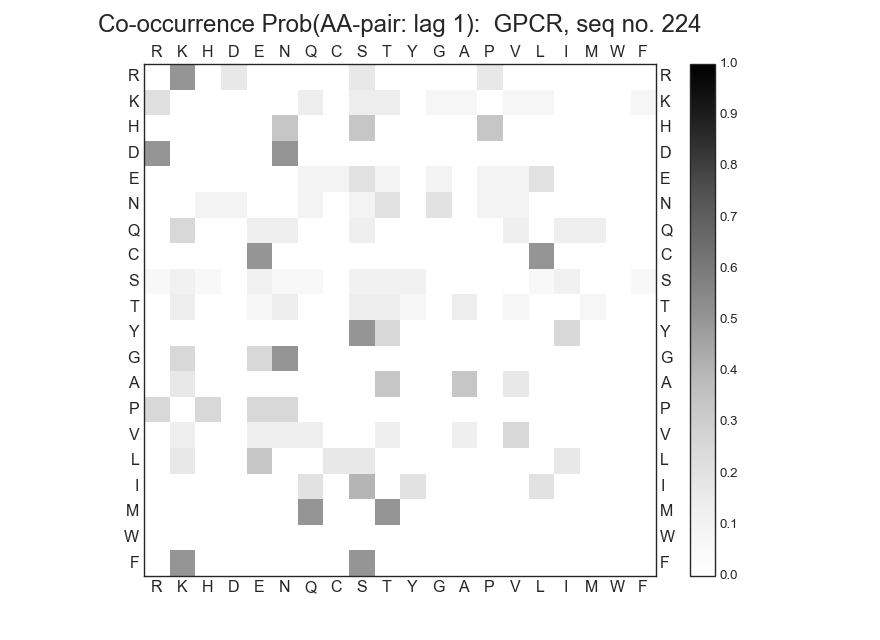 Co-occurrence Prob(AA-pair: lag 1):  GPCR, seq no. 224
R K H D E N Q C S T Y G A P V L I M W F
R R 1.0
K K
H H 0.9
D D
E E 0.8
N N 0.7
Q Q
C C 0.6
S S
T T 0.5
Y Y
G G 0.4
A A
P P 0.3
V V
L L 0.2
I I
M M 0.1
W W
F F 0.0
R K H D E N Q C S T Y G A P V L I M W F